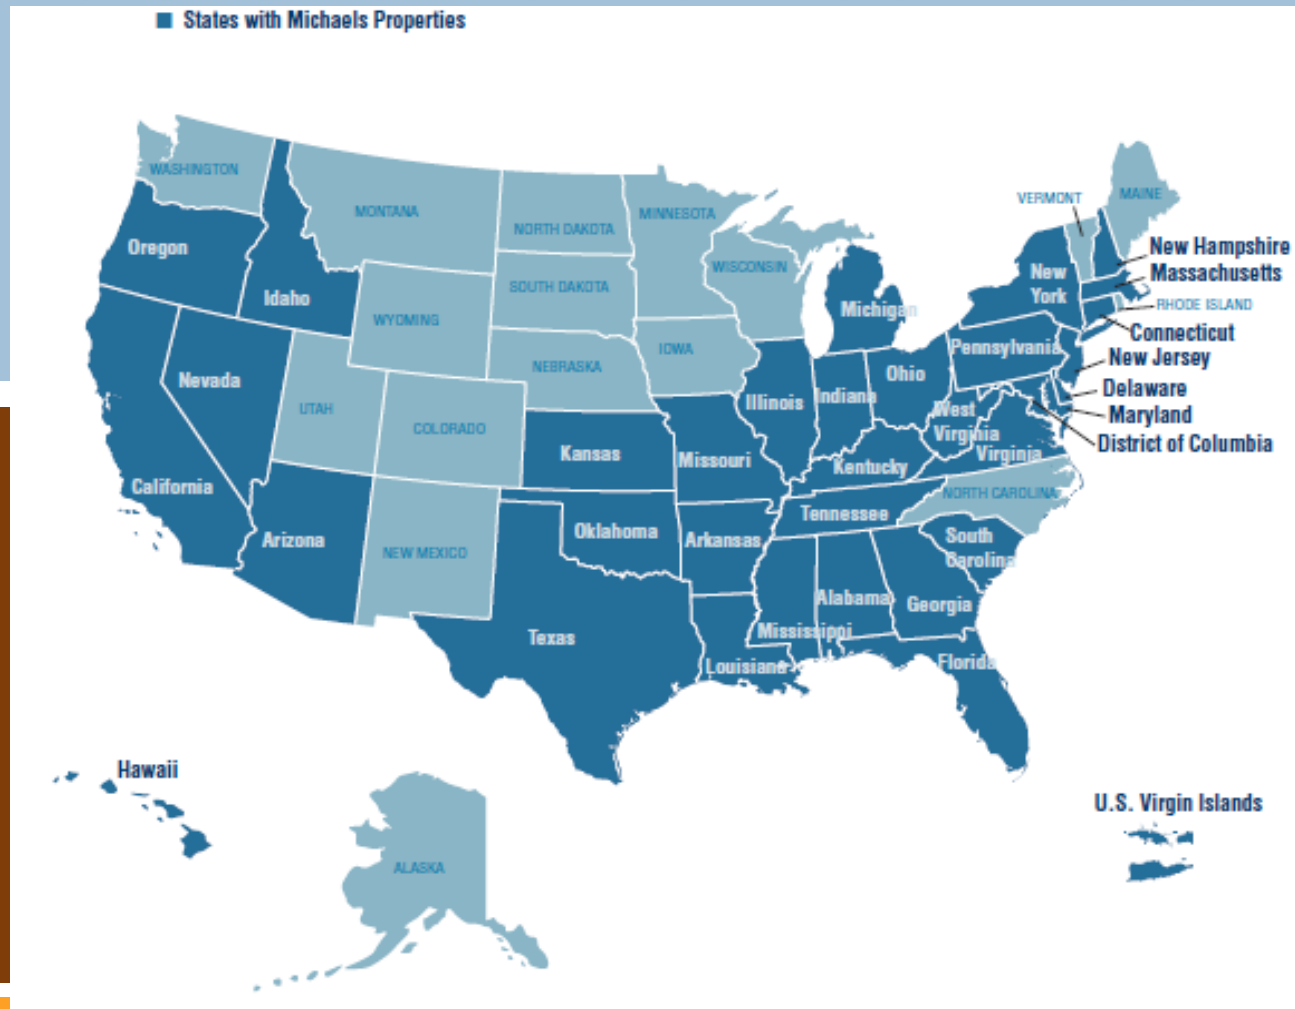 States with Michaels Properties
WASHINGTON
MONTANA
NORTH DAKOTA
MINNESOTA
VERMONT
MAINE
Oregon
Idaho
WYOMING
SOUTH DAKOTA
WISCONSIN
Michigan
New
York
New Hampshire
Massachusetts
RHODE ISLAND
Connecticut
New Jersey
Delaware
Maryland
District of Columbia
Nevada
UTAH
COLORADO
NEBRASKA
IOWA
Illinois
Indiana
Ohio
Pennsylvania
West
Virginia
Virginia
California
Kansas
Missouri
Kentucky
NORTH CAROLINA
Arizona
NEW MEXICO
Oklahoma
Arkansas
Tennessee
South
Carolina
Texas
Louisiana
Mississippi
Alabama
Georgia
Florida
Hawaii
ALASKA
U.S. Virgin Islands